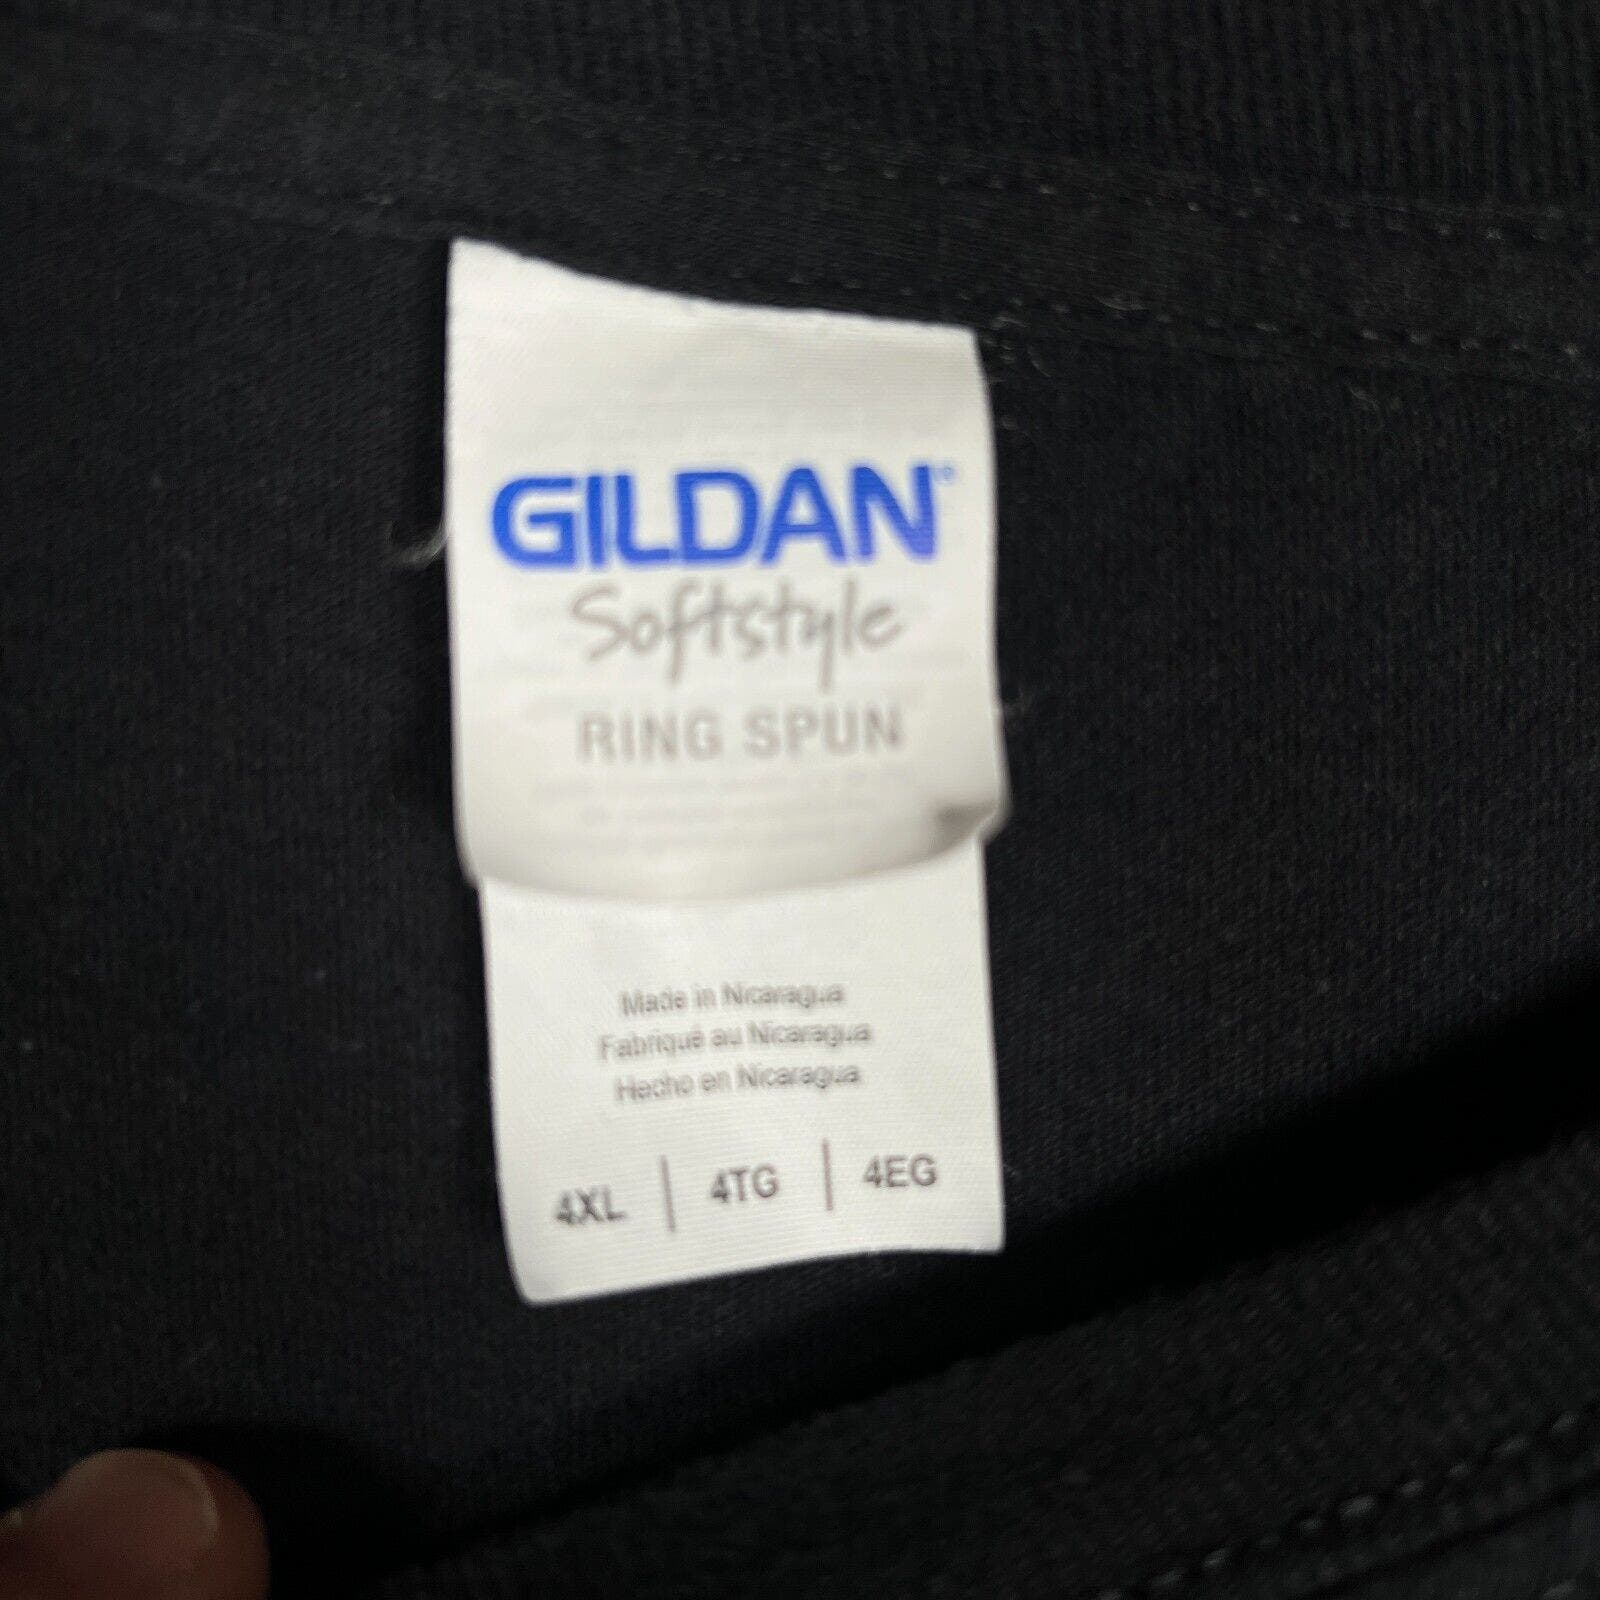 GILDAN®
Softstyle
RING SPUN
Made in Nicaragua
Fabriqué au Nicaragua
Hecho en Nicaragua
4XL | 4TG | 4EG